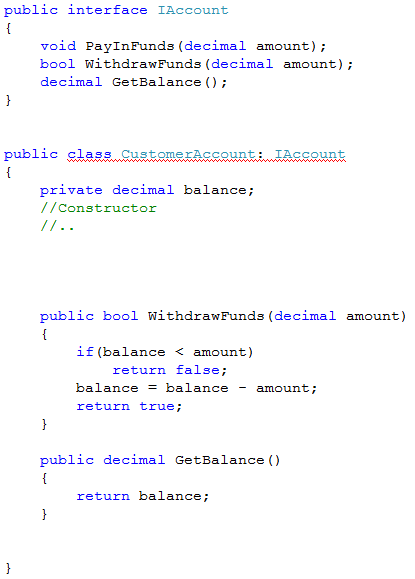 public interface IAccount
{
    void PayInFunds(decimal amount);
    bool WithdrawFunds(decimal amount);
    decimal GetBalance();
}
public class CustomerAccount: IAccount
{
    private decimal balance;
    //Constructor
    //..
    public bool WithdrawFunds(decimal amount)
    {
        if(balance < amount)
            return false;
        balance = balance - amount;
        return true;
    }
    public decimal GetBalance()
    {
        return balance;
    }
}